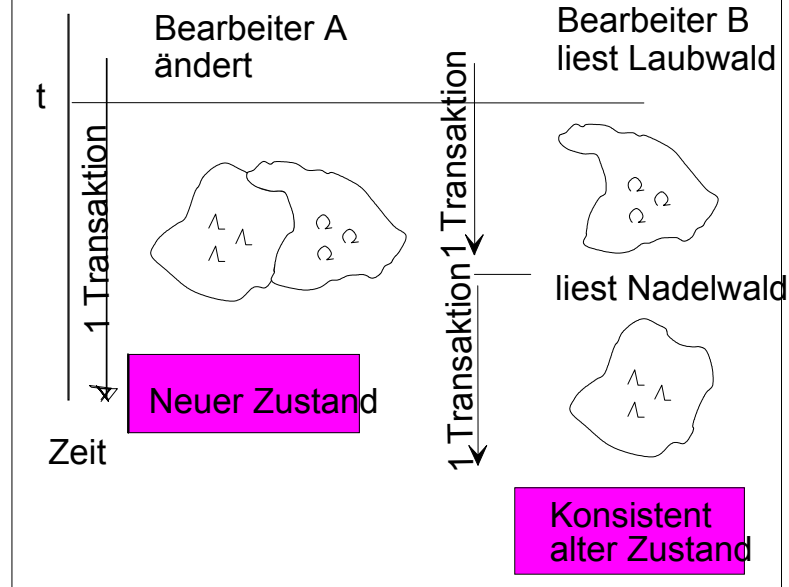 Bearbeiter A
ändert
Bearbeiter B
liest Laubwald
t
1 Transaktion
1 Transaktion
liest Nadelwald
1 Transaktion
Neuer Zustand
Zeit
Konsistent
alter Zustand